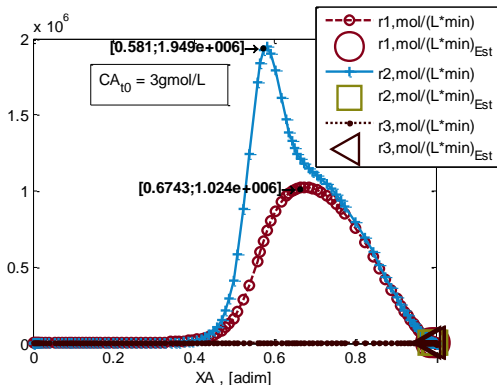 x 10^6
2
1.5
1
0.5
0
0
0.2
0.4
0.6
0.8
XA , [adim]
[0.581;1.949e+006]
CA_t0 = 3gmol/L
[0.6743;1.024e+006]
r1,mol/(L*min)
r1,mol/(L*min)_Est
r2,mol/(L*min)
r2,mol/(L*min)_Est
r3,mol/(L*min)
r3,mol/(L*min)_Est